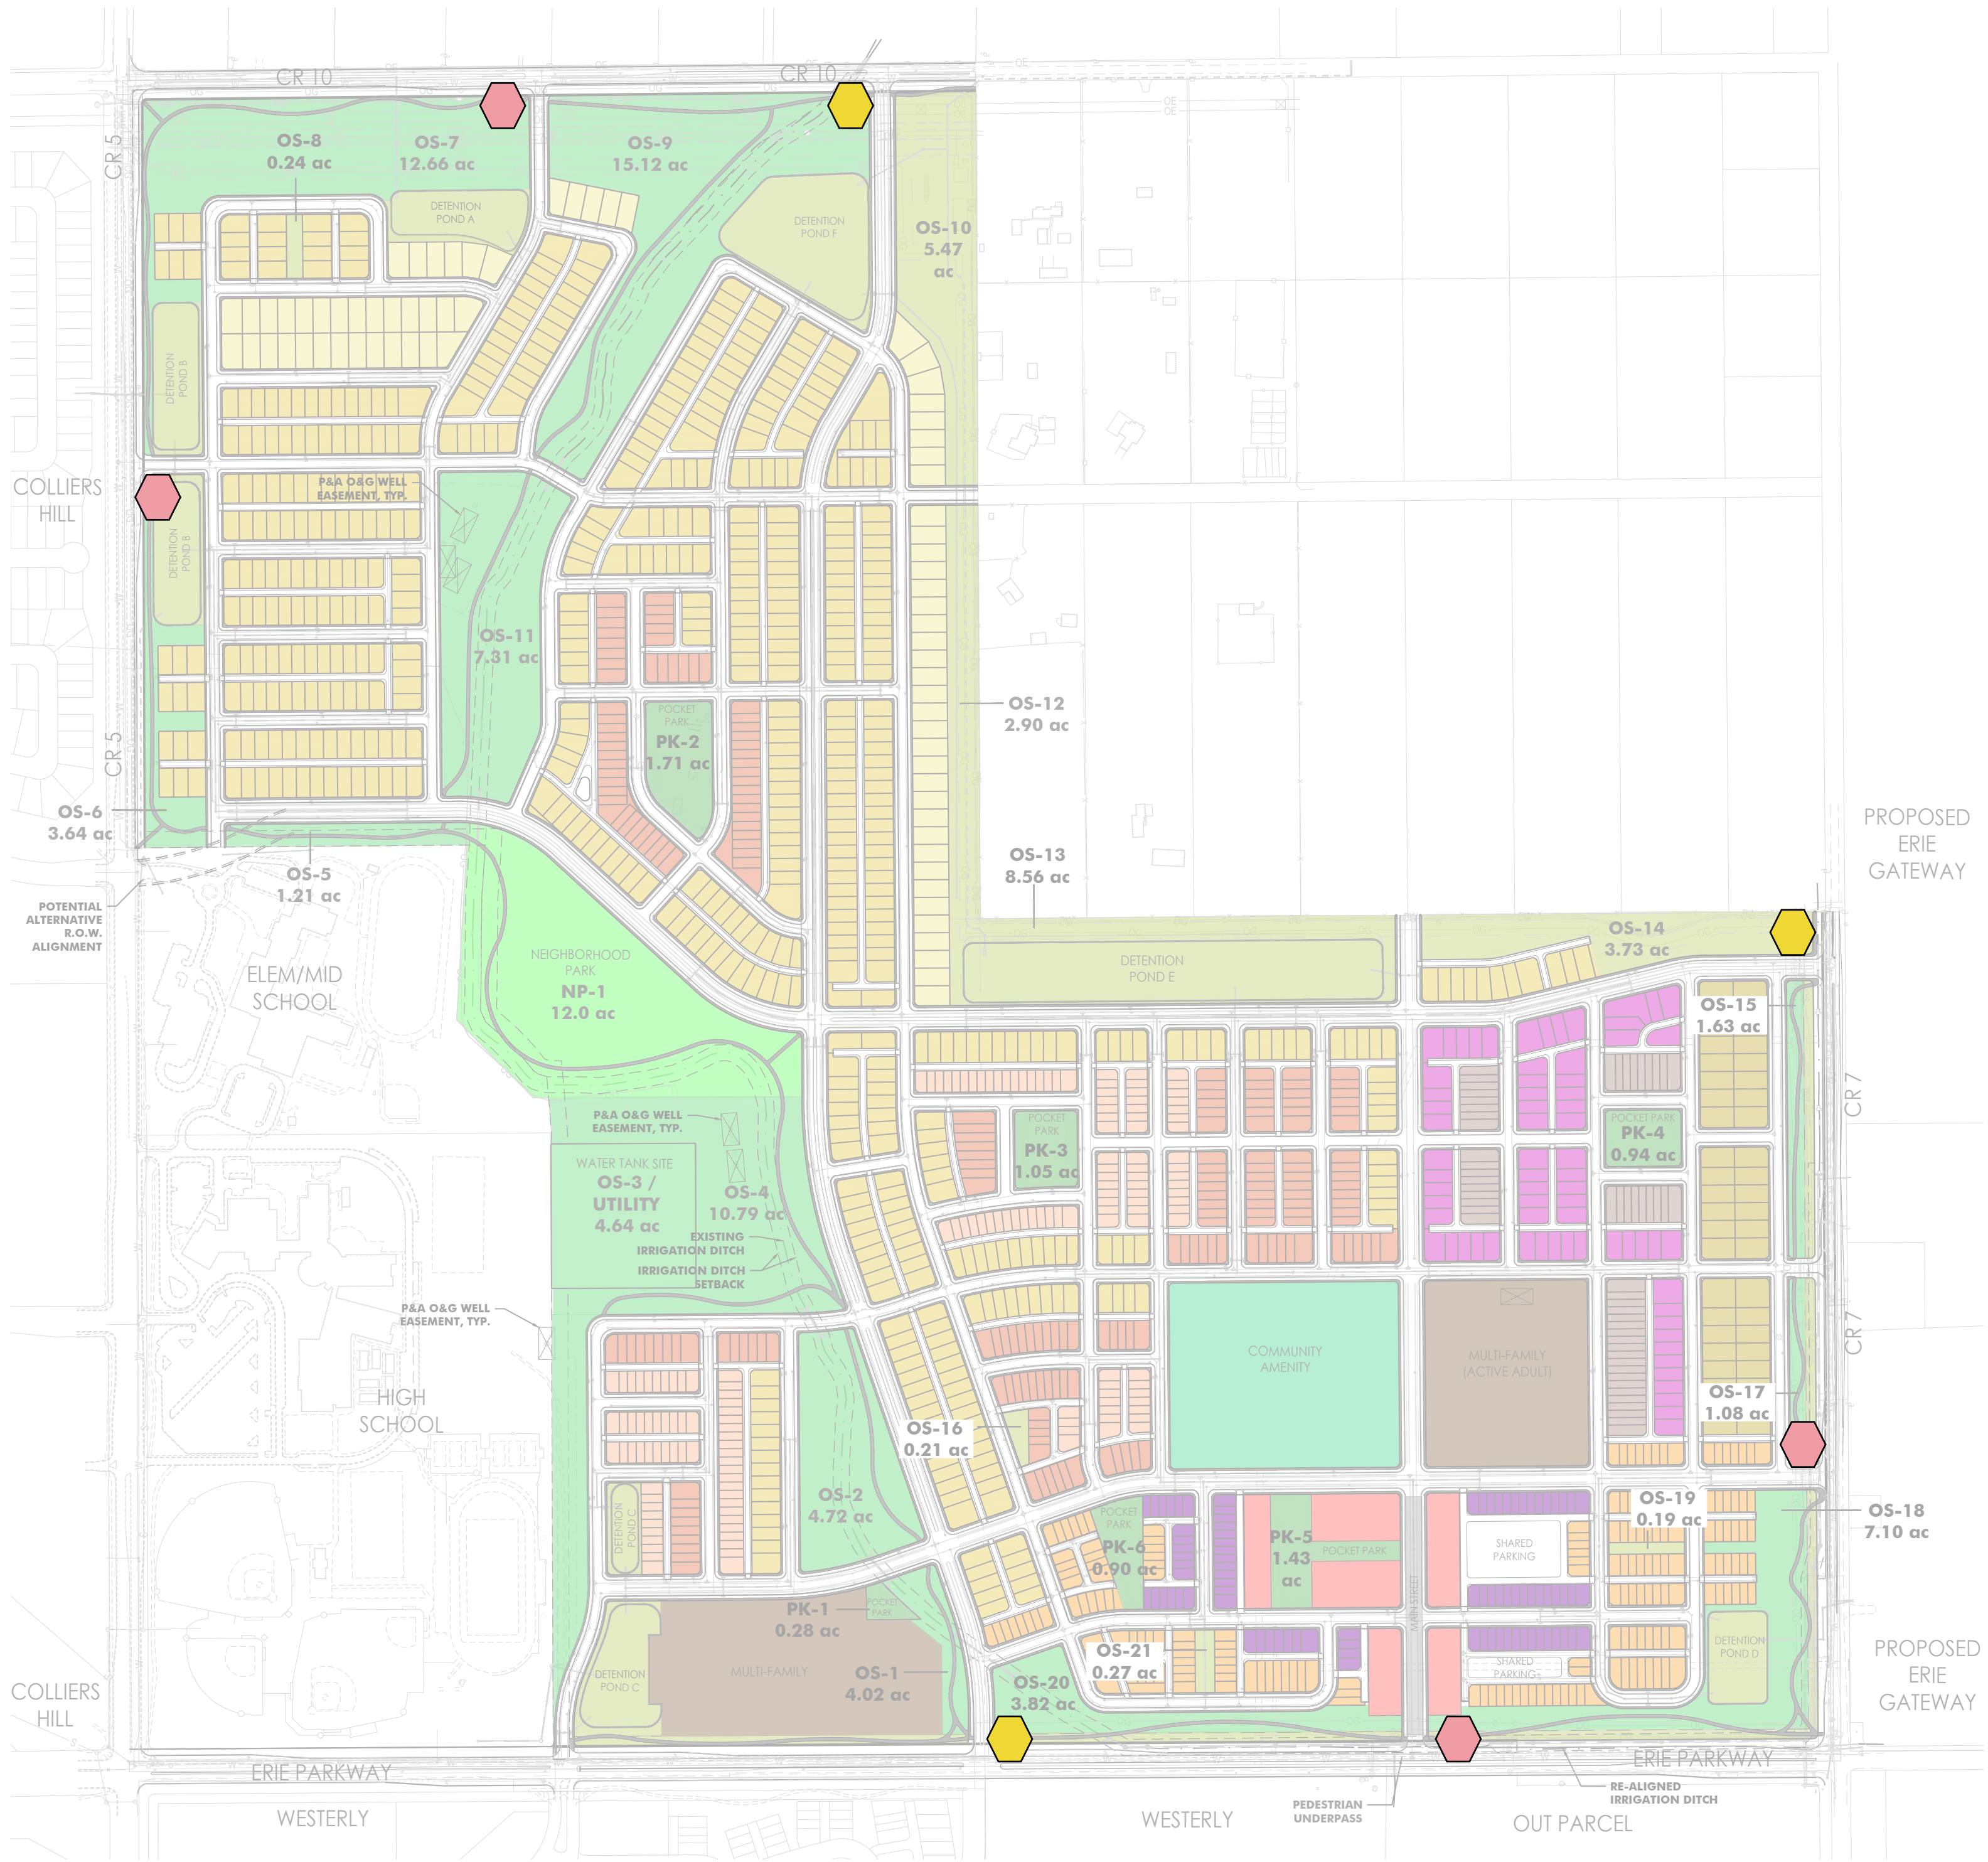 CR 10
CR 10
CR 5
OS-8
0.24 ac
OS-7
12.66 ac
OS-9
15.12 ac
DETENTION
POND A
DETENTION
POND F
OS-10
5.47
ac
DETENTION
POND B
COLLIERS
HILL
P&A O&G WELL
EASEMENT, TYP.
DETENTION
POND B
OS-11
7.31 ac
OS-12
2.90 ac
POCKET
PARK
PK-2
1.71 ac
CR 5
OS-6
3.64 ac
OS-5
1.21 ac
POTENTIAL
ALTERNATIVE
R.O.W.
ALIGNMENT
PROPOSED
ERIE
GATEWAY
OS-13
8.56 ac
OS-14
3.73 ac
ELEM/MID
SCHOOL
NEIGHBORHOOD
PARK
NP-1
12.0 ac
DETENTION
POND E
OS-15
1.63 ac
CR 7
P&A O&G WELL
EASEMENT, TYP.
POCKET
PARK
PK-3
1.05 ac
POCKET PARK
PK-4
0.94 ac
WATER TANK SITE
OS-3 /
UTILITY
4.64 ac
OS-4
10.79 ac
EXISTING
IRRIGATION DITCH
IRRIGATION DITCH
SETBACK
P&A O&G WELL
EASEMENT, TYP.
CR 7
COMMUNITY
AMENITY
MULTI-FAMILY
(ACTIVE ADULT)
HIGH
SCHOOL
OS-17
1.08 ac
OS-16
0.21 ac
OS-2
4.72 ac
DETENTION
POND C
POCKET
PARK
PK-6
0.90 ac
PK-5
1.43
ac
POCKET PARK
MAIN STREET
SHARED
PARKING
OS-19
0.19 ac
OS-18
7.10 ac
PK-1
0.28 ac
POCKET
PARK
DETENTION
POND C
MULTI-FAMILY
OS-1
4.02 ac
OS-21
0.27 ac
OS-20
3.82 ac
SHARED
PARKING
DETENTION
POND D
COLLIERS
HILL
PROPOSED
ERIE
GATEWAY
ERIE PARKWAY
ERIE PARKWAY
WESTERLY
WESTERLY
PEDESTRIAN
UNDERPASS
RE-ALIGNED
IRRIGATION DITCH
OUT PARCEL